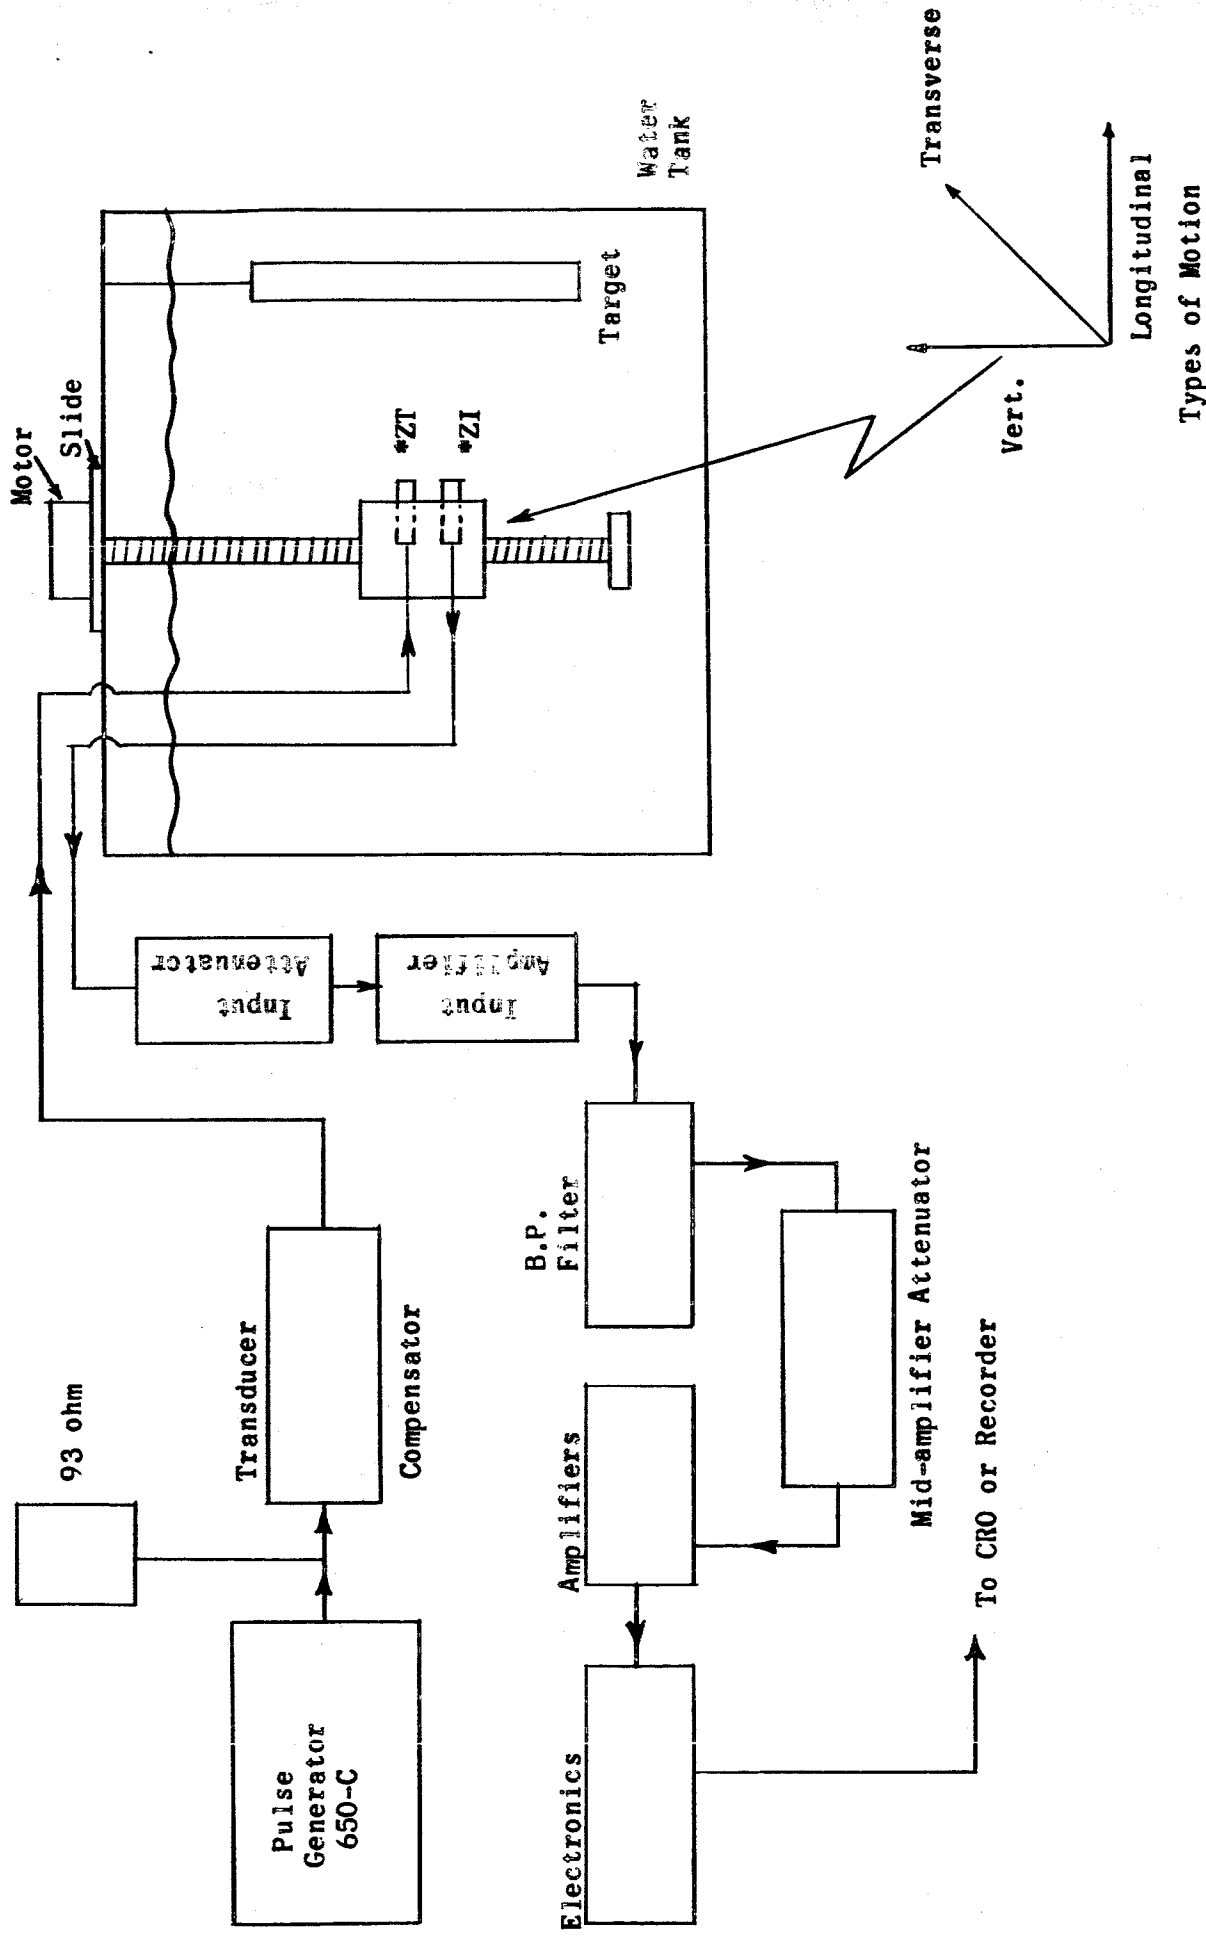 93 ohm
Pulse
Generator
650-C
Transducer
Compensator
Motor
Slide
*ZT
*ZI
Target
Water
Tank
Input
Attenuator
Input
Amplifier
B.P.
Filter
Amplifiers
Electronics
Mid-amplifier Attenuator
To CRO or Recorder
Vert.
Transverse
Longitudinal
Types of Motion